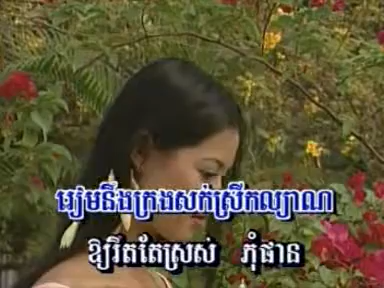 រៀមនឹងក្រងសក់ស្រីកល្យាណ
ឱ្យរឹតតែស្រស់ ភុំផាន